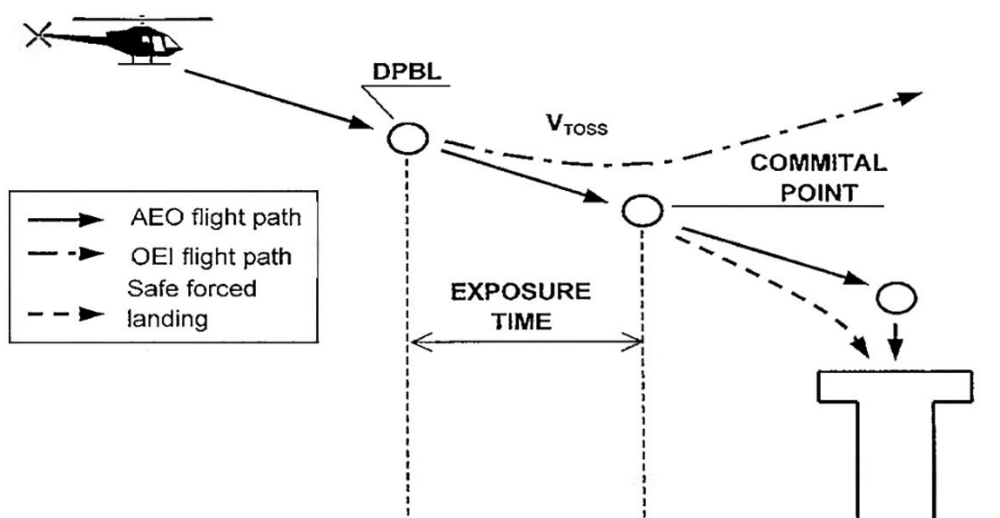 DPBL
VTOSS
COMMITAL
POINT
AEO flight path
OEI flight path
Safe forced
landing
EXPOSURE
TIME